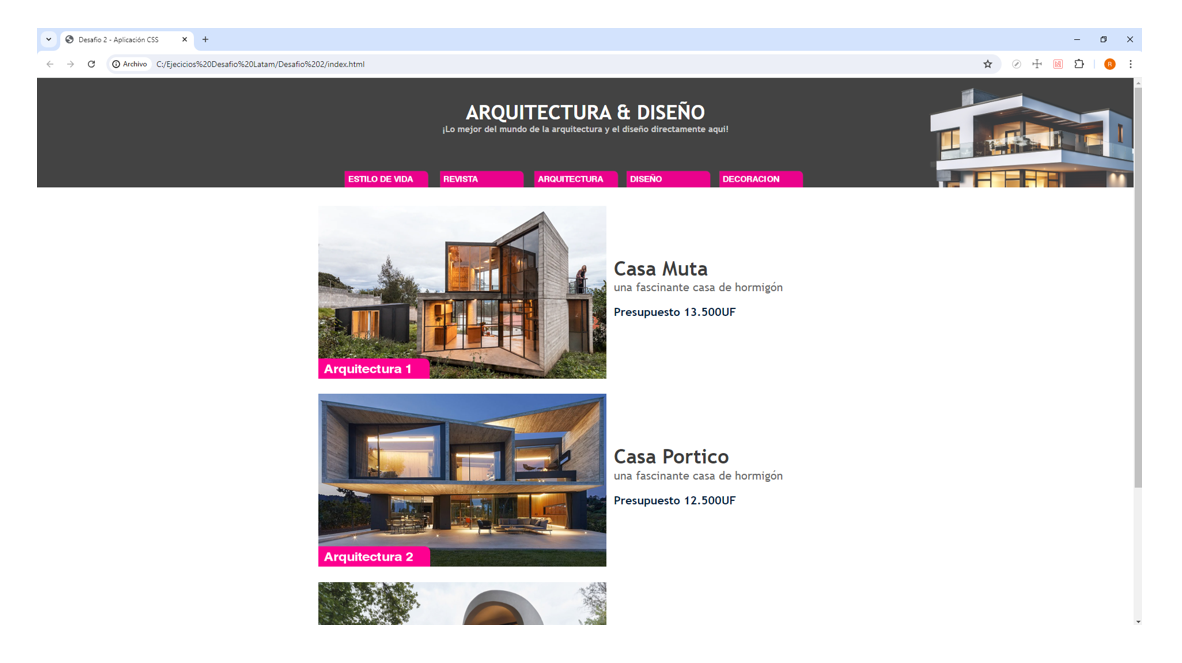 Desafio 2 - Aplicación CSS
Archivo C:/Ejecicios%20Desafio%20Latam/Desafio%202/index.html
R
ARQUITECTURA & DISEÑO
¡Lo mejor del mundo de la arquitectura y el diseño directamente aquí!
ESTILO DE VIDA REVISTA ARQUITECTURA DISEÑO DECORACION
Casa Muta
una fascinante casa de hormigón
Presupuesto 13.500UF
Arquitectura 1
Casa Portico
una fascinante casa de hormigón
Presupuesto 12.500UF
Arquitectura 2